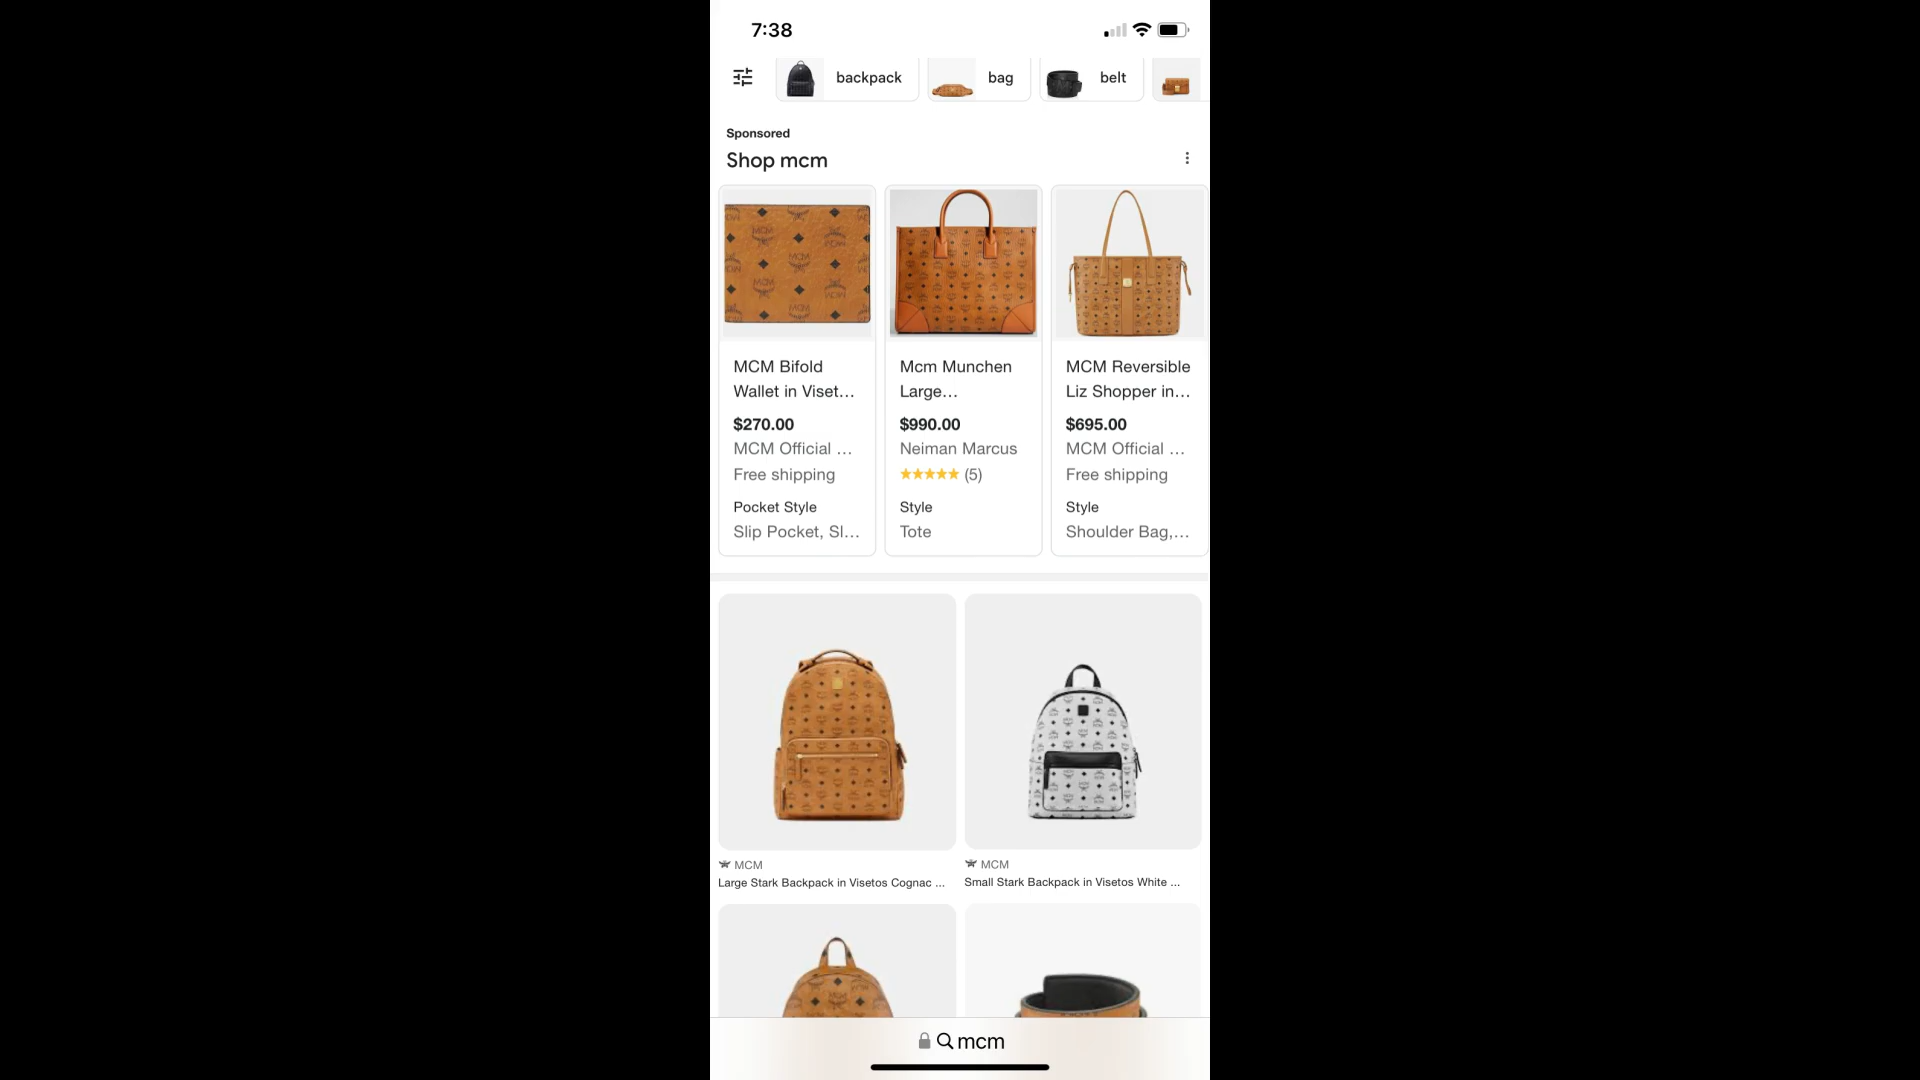 7:38
backpack
bag
belt
Sponsored
Shop mcm
MCM Bifold
Wallet in Viset...
$270.00
MCM Official ...
Free shipping
Pocket Style
Slip Pocket, Sl...
Mcm Munchen
Large...
$990.00
Neiman Marcus
★★★★★ (5)
Style
Tote
MCM Reversible
Liz Shopper in...
$695.00
MCM Official ...
Free shipping
Style
Shoulder Bag,...
MCM
Large Stark Backpack in Visetos Cognac ...
MCM
Small Stark Backpack in Visetos White ...
mcm